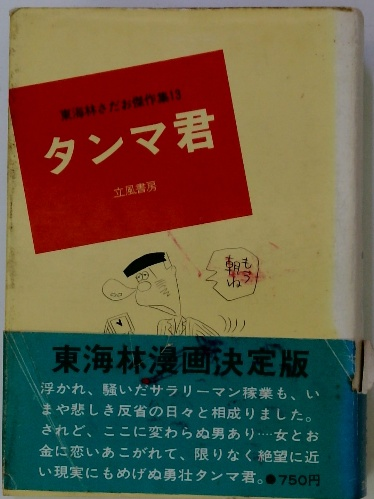 東海林さだお傑作集13
タンマ君
立風書房
もう
朝ね
東海林漫画決定版
浮かれ、騒いだサラリーマン稼業も、い
まや悲しき反省の日々と相成りました。
されど、ここに変わらぬ男あり‥‥女とお
金に恋いあこがれて、限りなく絶望に近
い現実にもめげぬ勇壮タンマ君。●750円